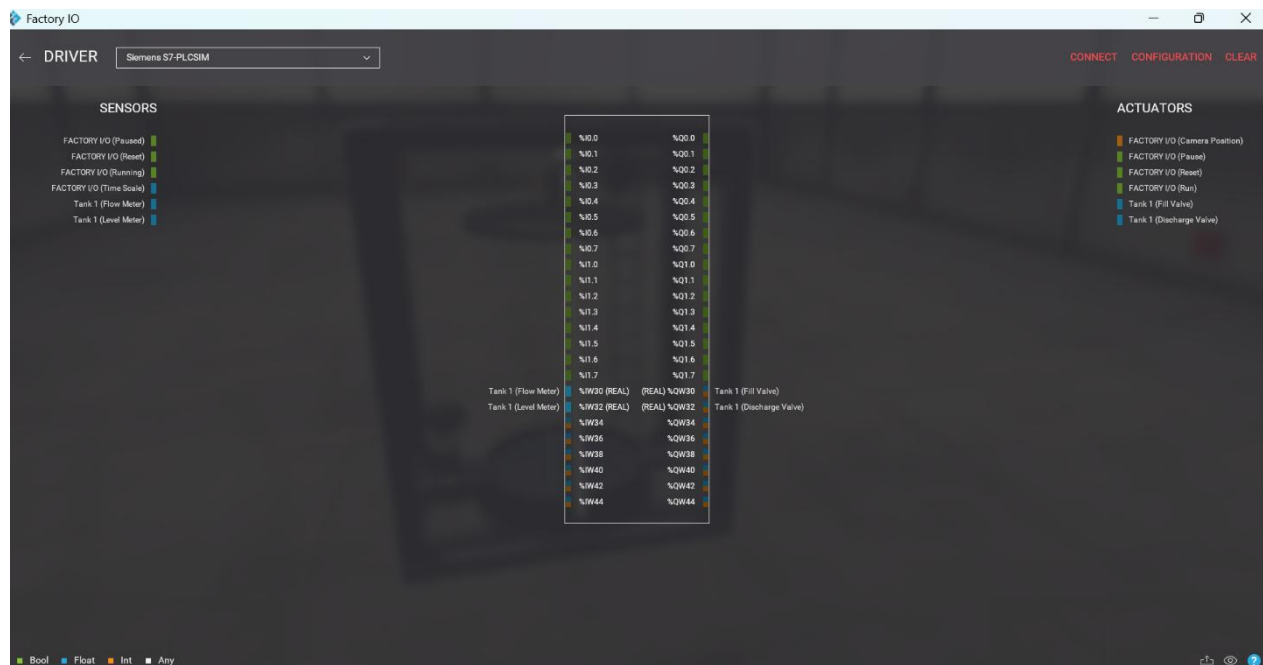 Factory IO
DRIVER Siemens S7-PLCSIM CONNECT CONFIGURATION CLEAR
SENSORS
FACTORY I/O (Paused)
FACTORY I/O (Reset)
FACTORY I/O (Running)
FACTORY I/O (Time Scale)
Tank 1 (Flow Meter)
Tank 1 (Level Meter)
%I0.0 %Q0.0
%I0.1 %Q0.1
%I0.2 %Q0.2
%I0.3 %Q0.3
%I0.4 %Q0.4
%I0.5 %Q0.5
%I0.6 %Q0.6
%I0.7 %Q0.7
%I1.0 %Q1.0
%I1.1 %Q1.1
%I1.2 %Q1.2
%I1.3 %Q1.3
%I1.4 %Q1.4
%I1.5 %Q1.5
%I1.6 %Q1.6
%I1.7 %Q1.7
Tank 1 (Flow Meter) %IW30 (REAL) (REAL) %QW30 Tank 1 (Fill Valve)
Tank 1 (Level Meter) %IW32 (REAL) (REAL) %QW32 Tank 1 (Discharge Valve)
%IW34 %QW34
%IW36 %QW36
%IW38 %QW38
%IW40 %QW40
%IW42 %QW42
%IW44 %QW44
ACTUATORS
FACTORY I/O (Camera Position)
FACTORY I/O (Pause)
FACTORY I/O (Reset)
FACTORY I/O (Run)
Tank 1 (Fill Valve)
Tank 1 (Discharge Valve)
Bool Float Int Any ?